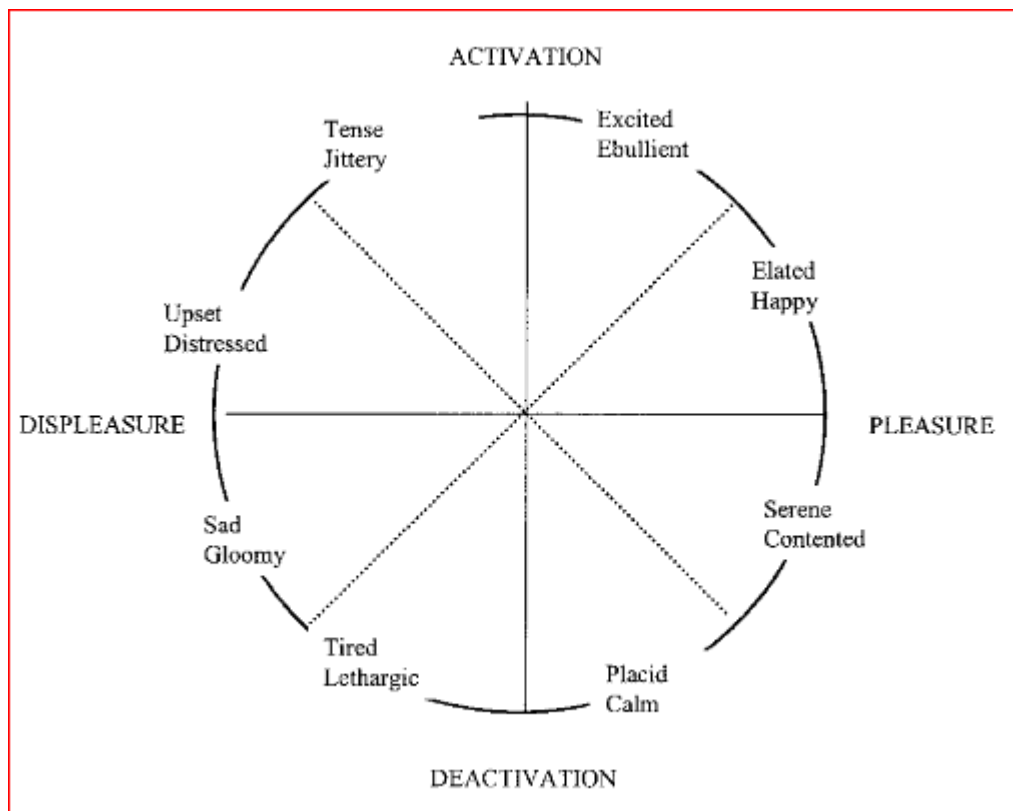 ACTIVATION
Tense
Jittery
Excited
Ebullient
Elated
Happy
Upset
Distressed
DISPLEASURE
PLEASURE
Sad
Gloomy
Serene
Contented
Tired
Lethargic
Placid
Calm
DEACTIVATION